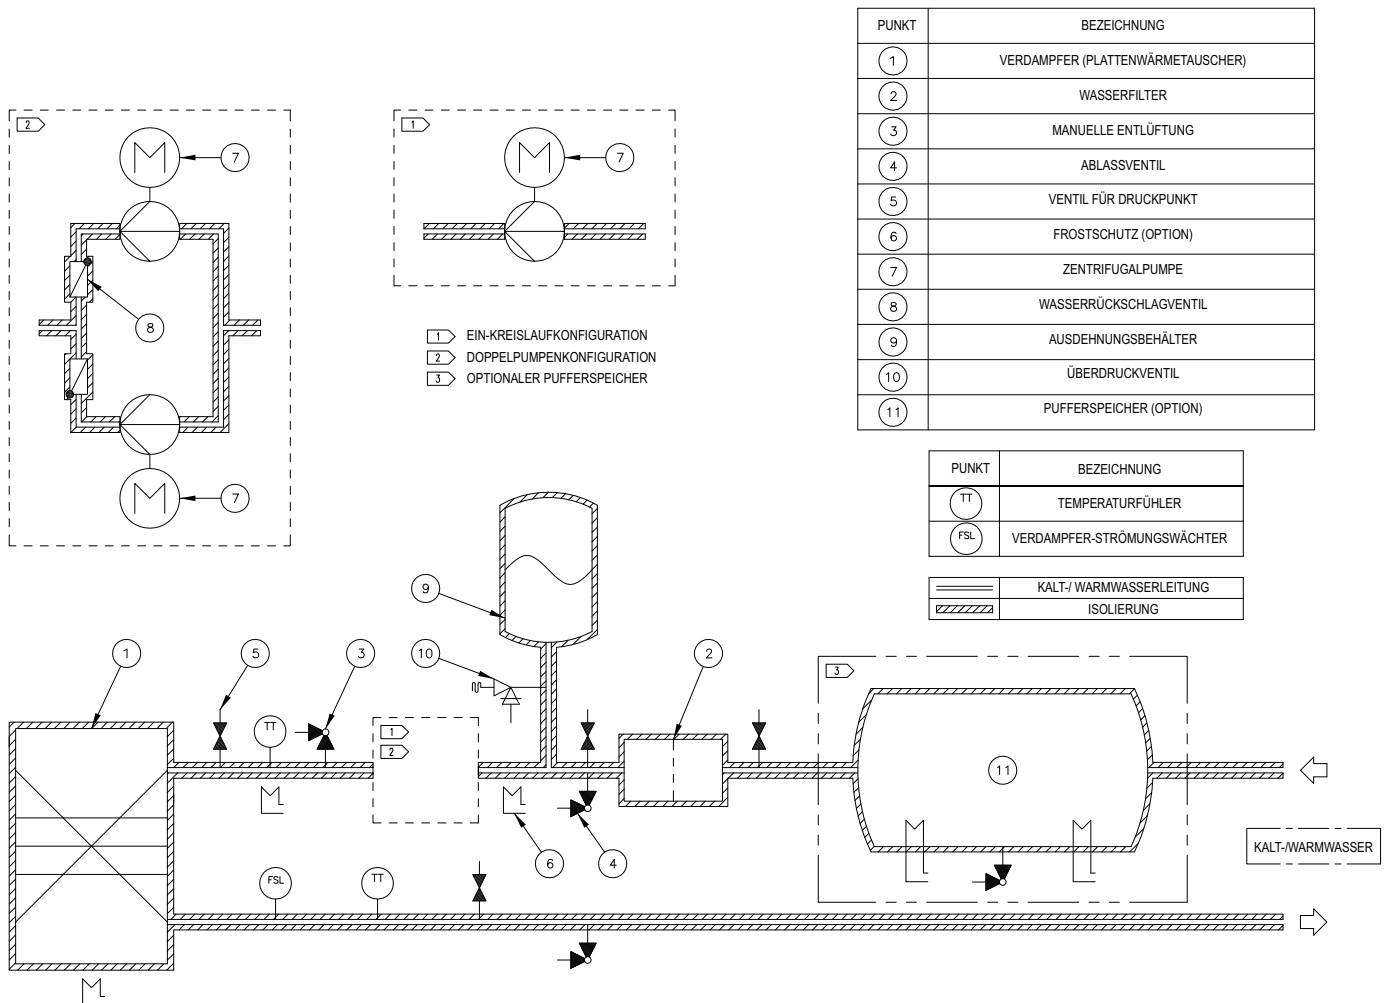 PUNKT BEZEICHNUNG
1 VERDAMPFER (PLATTENWÄRMETAUSCHER)
2 WASSERFILTER
3 MANUELLE ENTLÜFTUNG
4 ABLASSVENTIL
5 VENTIL FÜR DRUCKPUNKT
6 FROSTSCHUTZ (OPTION)
7 ZENTRIFUGALPUMPE
8 WASSERRÜCKSCHLAGVENTIL
9 AUSDEHNUNGSBEHÄLTER
10 ÜBERDRUCKVENTIL
11 PUFFERSPEICHER (OPTION)
2
M 7
8
M 7
1
M 7
1 EIN-KREISLAUFKONFIGURATION
2 DOPPELPUMPENKONFIGURATION
3 OPTIONALER PUFFERSPEICHER
PUNKT BEZEICHNUNG
TT TEMPERATURFÜHLER
FSL VERDAMPFER-STRÖMUNGSWÄCHTER
KALT-/ WARMWASSERLEITUNG
ISOLIERUNG
9
1 5 3 10 2
3
TT
1
2
11
6 4
KALT-/WARMWASSER
FSL TT